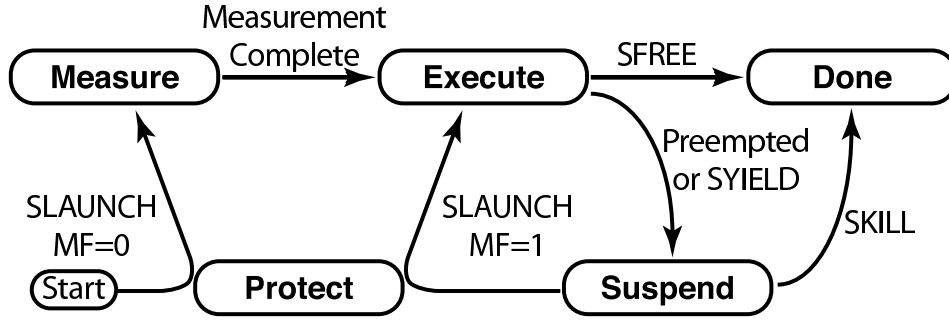 Measurement
Complete
Measure
Execute
SFREE
Done
Preempted
or SYIELD
SLAUNCH
MF=0
SLAUNCH
MF=1
SKILL
Start
Protect
Suspend